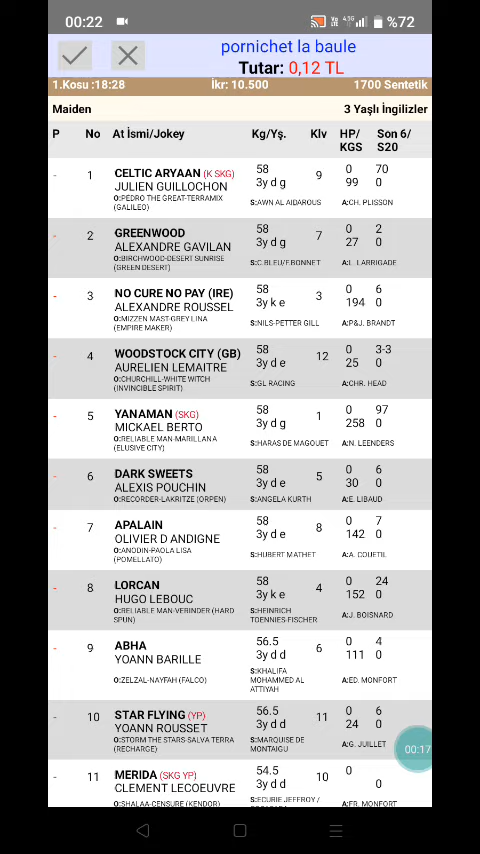 00:22 %72
pornichet la baule
Tutar: 0,12 TL
1.Kosu :18:28 İkr: 10.500 1700 Sentetik
Maiden 3 Yaşlı İngilizler
P No At İsmi/Jokey Kg/Yş. Klv HP/ Son 6/
KGS S20
- 1 CELTIC ARYAAN (K SKG) 58 9 0 70
JULIEN GUILLOCHON 3y d g 99 0
O:PEDRO THE GREAT-TERRAMIX S:AWN AL AIDAROUS A:CH. PLISSON
(GALILEO)
- 2 GREENWOOD 58 7 0 2
ALEXANDRE GAVILAN 3y d g 27 0
O:BIRCHWOOD-DESERT SUNRISE S:C.BLEU/F.BONNET A:L. LARRIGADE
(GREEN DESERT)
- 3 NO CURE NO PAY (IRE) 58 3 0 6
ALEXANDRE ROUSSEL 3y k e 194 0
O:MIZZEN MAST-GREY LINA S:NILS-PETTER GILL A:P&J. BRANDT
(EMPIRE MAKER)
- 4 WOODSTOCK CITY (GB) 58 12 0 3-3
AURELIEN LEMAITRE 3y d e 25 0
O:CHURCHILL-WHITE WITCH S:GL RACING A:CHR. HEAD
(INVINCIBLE SPIRIT)
- 5 YANAMAN (SKG) 58 1 0 97
MICKAEL BERTO 3y d g 258 0
O:RELIABLE MAN-MARILLANA S:HARAS DE MAGOUET A:N. LEENDERS
(ELUSIVE CITY)
- 6 DARK SWEETS 58 5 0 6
ALEXIS POUCHIN 3y d e 30 0
O:RECORDER-LAKRITZE (ORPEN) S:ANGELA KURTH A:E. LIBAUD
- 7 APALAIN 58 8 0 7
OLIVIER D ANDIGNE 3y d e 142 0
O:ANODIN-PAOLA LISA S:HUBERT MATHET A:A. COUETIL
(POMELLATO)
- 8 LORCAN 58 4 0 24
HUGO LEBOUC 3y k e 152 0
O:RELIABLE MAN-VERINDER (HARD S:HEINRICH A:J. BOISNARD
SPUN) TOENNIES-FISCHER
- 9 ABHA 56.5 6 0 4
YOANN BARILLE 3y d d 111 0
O:ZELZAL-NAYFAH (FALCO) S:KHALIFA A:ED. MONFORT
MOHAMMED AL
ATTIYAH
- 10 STAR FLYING (YP) 56.5 11 0 6
YOANN ROUSSET 3y d d 24 0
O:STORM THE STARS-SALVA TERRA S:MARQUISE DE A:G. JUILLET
(RECHARGE) MONTAIGU
00:17
- 11 MERIDA (SKG YP) 54.5 10 0
CLEMENT LECOEUVRE 3y d d 0
O:SHALAA-CENSURE (KENDOR) S:ECURIE JEFFROY / A:FR. MONFORT